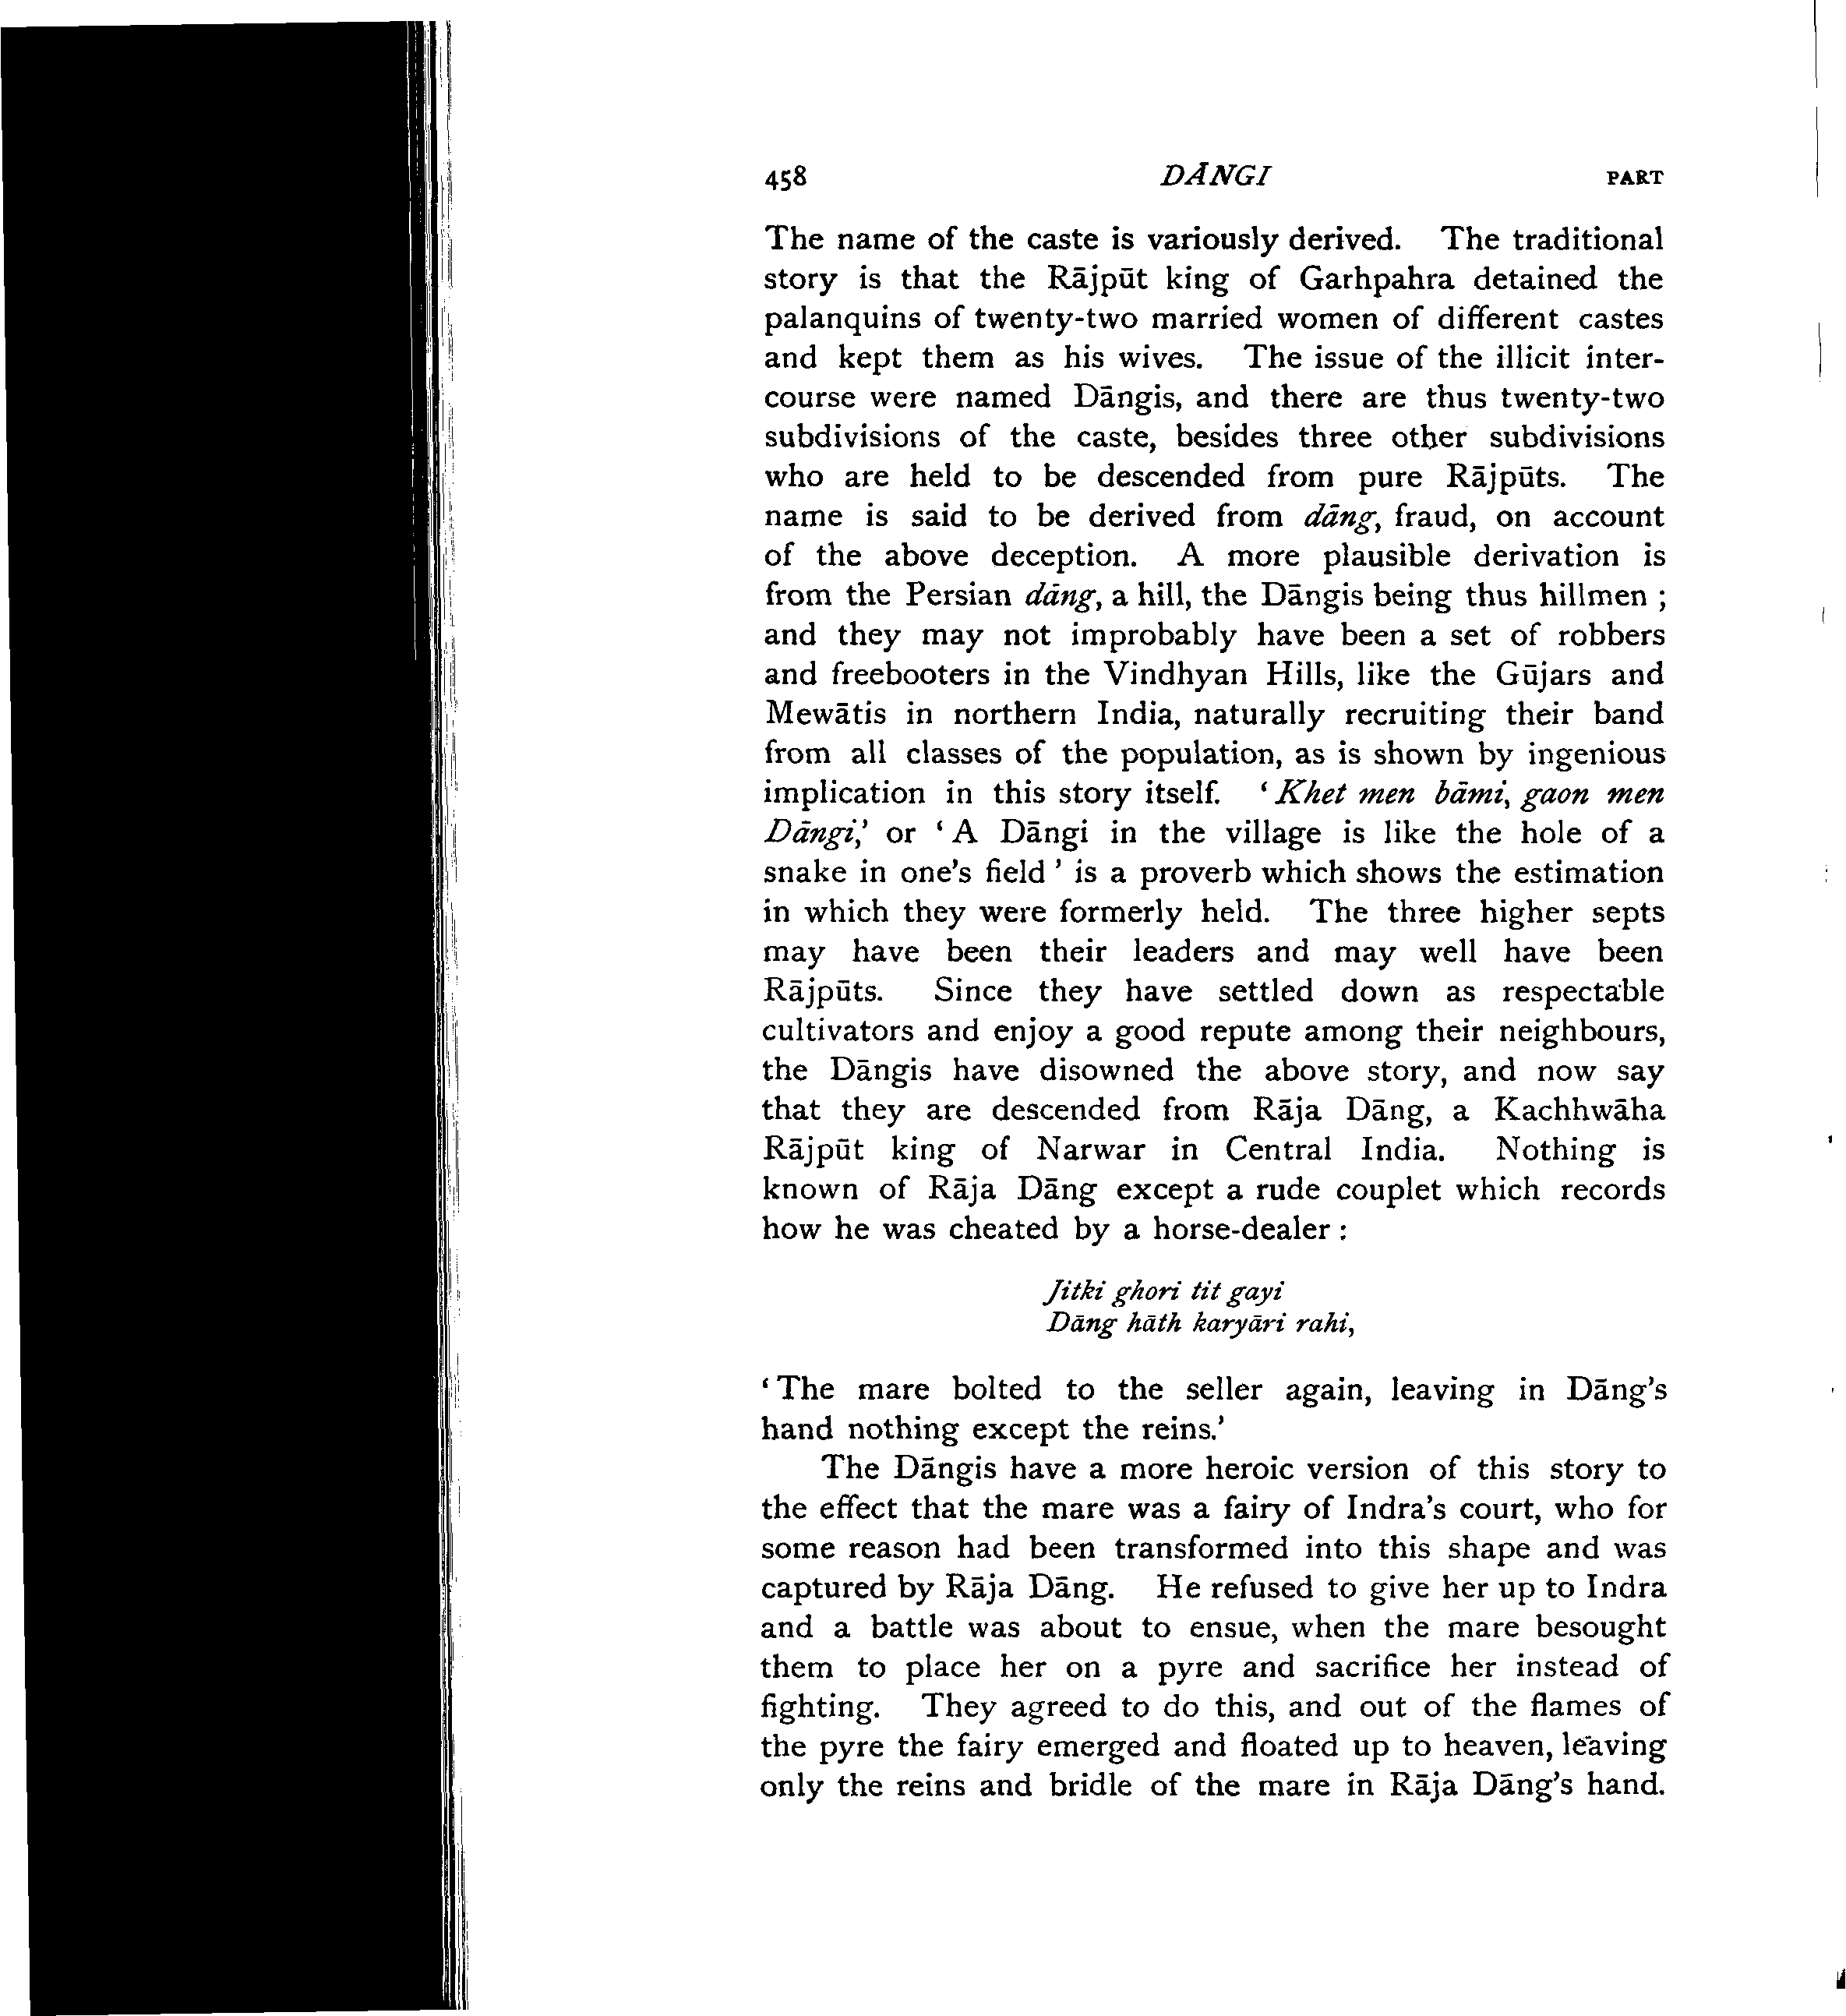 458 DĀNGI PART
The name of the caste is variously derived. The traditional
story is that the Rājpūt king of Garhpahra detained the
palanquins of twenty-two married women of different castes
and kept them as his wives. The issue of the illicit inter-
course were named Dāngis, and there are thus twenty-two
subdivisions of the caste, besides three other subdivisions
who are held to be descended from pure Rājpūts. The
name is said to be derived from dāng, fraud, on account
of the above deception. A more plausible derivation is
from the Persian dāng, a hill, the Dāngis being thus hillmen ;
and they may not improbably have been a set of robbers
and freebooters in the Vindhyan Hills, like the Gūjars and
Mewātis in northern India, naturally recruiting their band
from all classes of the population, as is shown by ingenious
implication in this story itself. ‘ Khet men bāmi, gaon men
Dāngi,’ or ‘ A Dāngi in the village is like the hole of a
snake in one’s field ’ is a proverb which shows the estimation
in which they were formerly held. The three higher septs
may have been their leaders and may well have been
Rājpūts. Since they have settled down as respectable
cultivators and enjoy a good repute among their neighbours,
the Dāngis have disowned the above story, and now say
that they are descended from Rāja Dāng, a Kachhwāha
Rājpūt king of Narwar in Central India. Nothing is
known of Rāja Dāng except a rude couplet which records
how he was cheated by a horse-dealer :
Jitki ghori tit gayi
Dāng hāth karyāri rahi,
‘ The mare bolted to the seller again, leaving in Dāng’s
hand nothing except the reins.’
The Dāngis have a more heroic version of this story to
the effect that the mare was a fairy of Indra’s court, who for
some reason had been transformed into this shape and was
captured by Rāja Dāng. He refused to give her up to Indra
and a battle was about to ensue, when the mare besought
them to place her on a pyre and sacrifice her instead of
fighting. They agreed to do this, and out of the flames of
the pyre the fairy emerged and floated up to heaven, leaving
only the reins and bridle of the mare in Rāja Dāng’s hand.